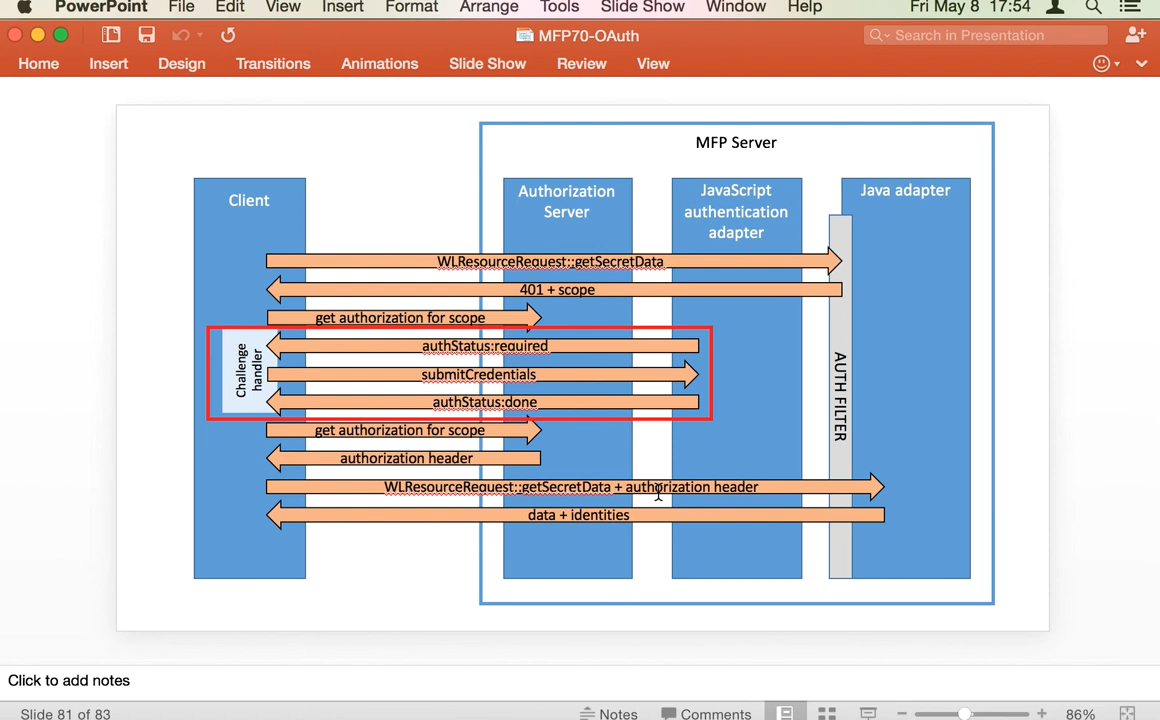 PowerPoint File Edit View Insert Format Arrange Tools Slide Show Window Help Fri May 8 17:54
MFP70-OAuth
Search in Presentation
Home Insert Design Transitions Animations Slide Show Review View
MFP Server
Client
Authorization
Server
JavaScript
authentication
adapter
Java adapter
WLResourceRequest::getSecretData
401 + scope
get authorization for scope
Challenge
handler
authStatus:required
submitCredentials
authStatus:done
AUTH FILTER
get authorization for scope
authorization header
WLResourceRequest::getSecretData + authorization header
data + identities
Click to add notes
Slide 81 of 83 Notes Comments 86%